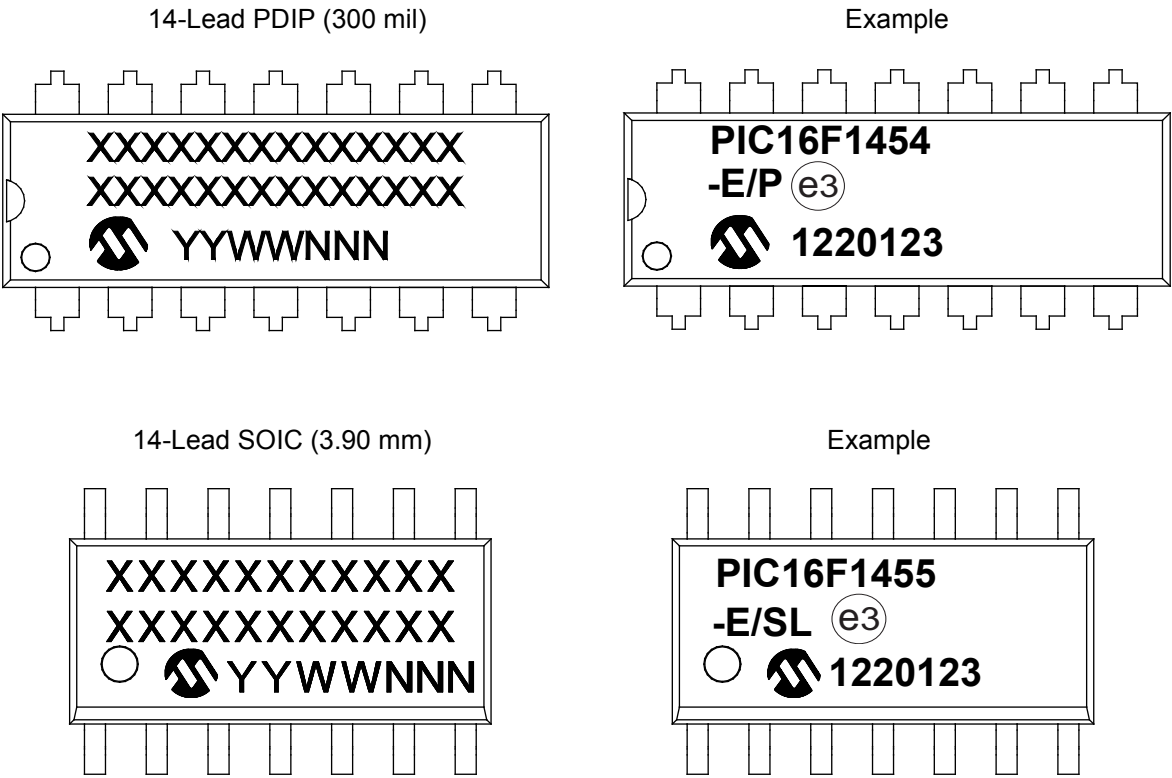 14-Lead PDIP (300 mil)
Example
XXXXXXXXXXXXXX
XXXXXXXXXXXXXX
YYWWNNN
PIC16F1454
-E/P e3
1220123
14-Lead SOIC (3.90 mm)
Example
XXXXXXXXXXX
XXXXXXXXXXX
YYWWNNN
PIC16F1455
-E/SL e3
1220123